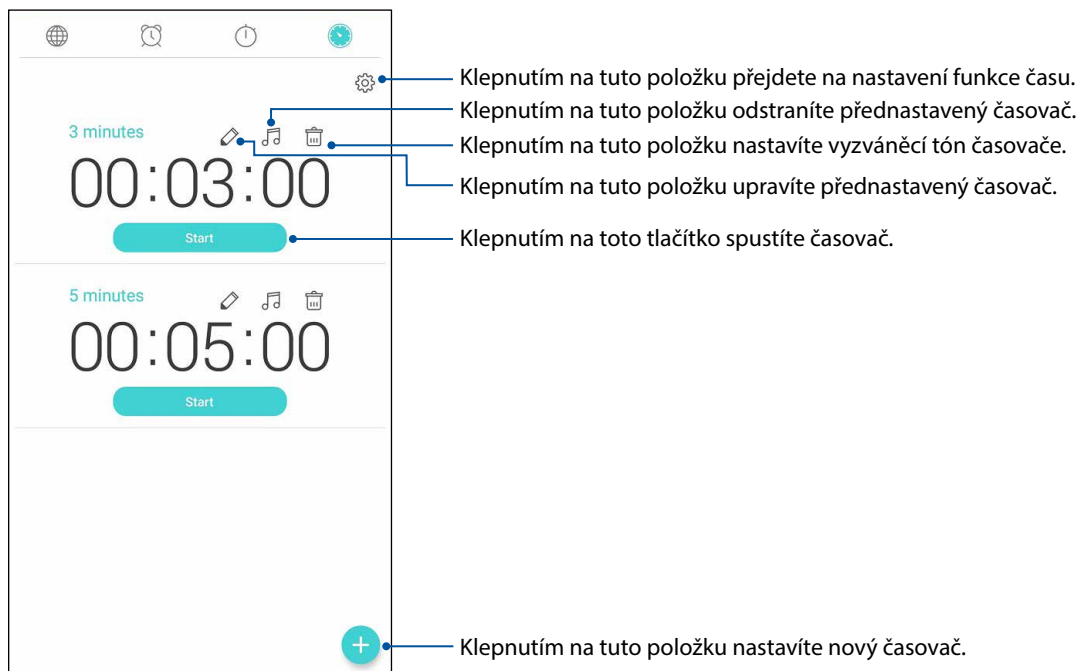 Klepnutím na tuto položku přejdete na nastavení funkce času.
Klepnutím na tuto položku odstraníte přednastavený časovač.
3 minutes
Klepnutím na tuto položku nastavíte vyzváněcí tón časovače.
00:03:00
Klepnutím na tuto položku upravíte přednastavený časovač.
Start
Klepnutím na toto tlačítko spustíte časovač.
5 minutes
00:05:00
Start
Klepnutím na tuto položku nastavíte nový časovač.